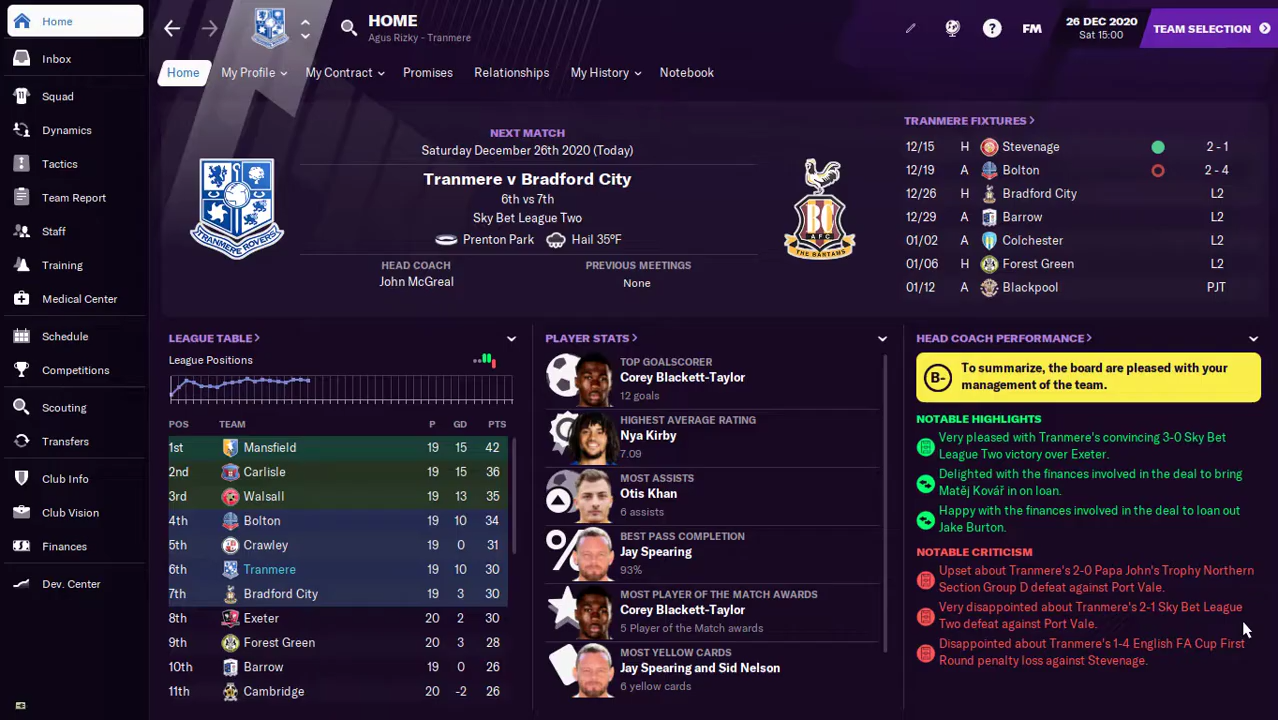 Home
Inbox
Squad
Dynamics
Tactics
Team Report
Staff
Training
Medical Center
Schedule
Competitions
Scouting
Transfers
Club Info
Club Vision
Finances
Dev. Center
HOME
Agus Rizky - Tranmere
FM
26 DEC 2020
Sat 15:00
TEAM SELECTION
Home
My Profile
My Contract
Promises
Relationships
My History
Notebook
NEXT MATCH
Saturday December 26th 2020 (Today)
Tranmere v Bradford City
6th vs 7th
Sky Bet League Two
Prenton Park Hail 35ºF
HEAD COACH
John McGreal
PREVIOUS MEETINGS
None
TRANMERE ROVERS
BC
A.F.C
THE BANTAMS
TRANMERE FIXTURES
12/15 H Stevenage 2 - 1
12/19 A Bolton 2 - 4
12/26 H Bradford City L2
12/29 A Barrow L2
01/02 A Colchester L2
01/06 H Forest Green L2
01/12 A Blackpool PJT
LEAGUE TABLE
League Positions
POS TEAM P GD PTS
1st Mansfield 19 15 42
2nd Carlisle 19 15 36
3rd Walsall 19 13 35
4th Bolton 19 10 34
5th Crawley 19 0 31
6th Tranmere 19 10 30
7th Bradford City 19 3 30
8th Exeter 20 2 30
9th Forest Green 20 3 28
10th Barrow 19 0 26
11th Cambridge 20 -2 26
PLAYER STATS
TOP GOALSCORER
Corey Blackett-Taylor
12 goals
HIGHEST AVERAGE RATING
Nya Kirby
7.09
MOST ASSISTS
Otis Khan
6 assists
BEST PASS COMPLETION
Jay Spearing
93%
MOST PLAYER OF THE MATCH AWARDS
Corey Blackett-Taylor
5 Player of the Match awards
MOST YELLOW CARDS
Jay Spearing and Sid Nelson
6 yellow cards
HEAD COACH PERFORMANCE
B-
To summarize, the board are pleased with your
management of the team.
NOTABLE HIGHLIGHTS
Very pleased with Tranmere's convincing 3-0 Sky Bet
League Two victory over Exeter.
Delighted with the finances involved in the deal to bring
Matěj Kovář in on loan.
Happy with the finances involved in the deal to loan out
Jake Burton.
NOTABLE CRITICISM
Upset about Tranmere's 2-0 Papa John's Trophy Northern
Section Group D defeat against Port Vale.
Very disappointed about Tranmere's 2-1 Sky Bet League
Two defeat against Port Vale.
Disappointed about Tranmere's 1-4 English FA Cup First
Round penalty loss against Stevenage.